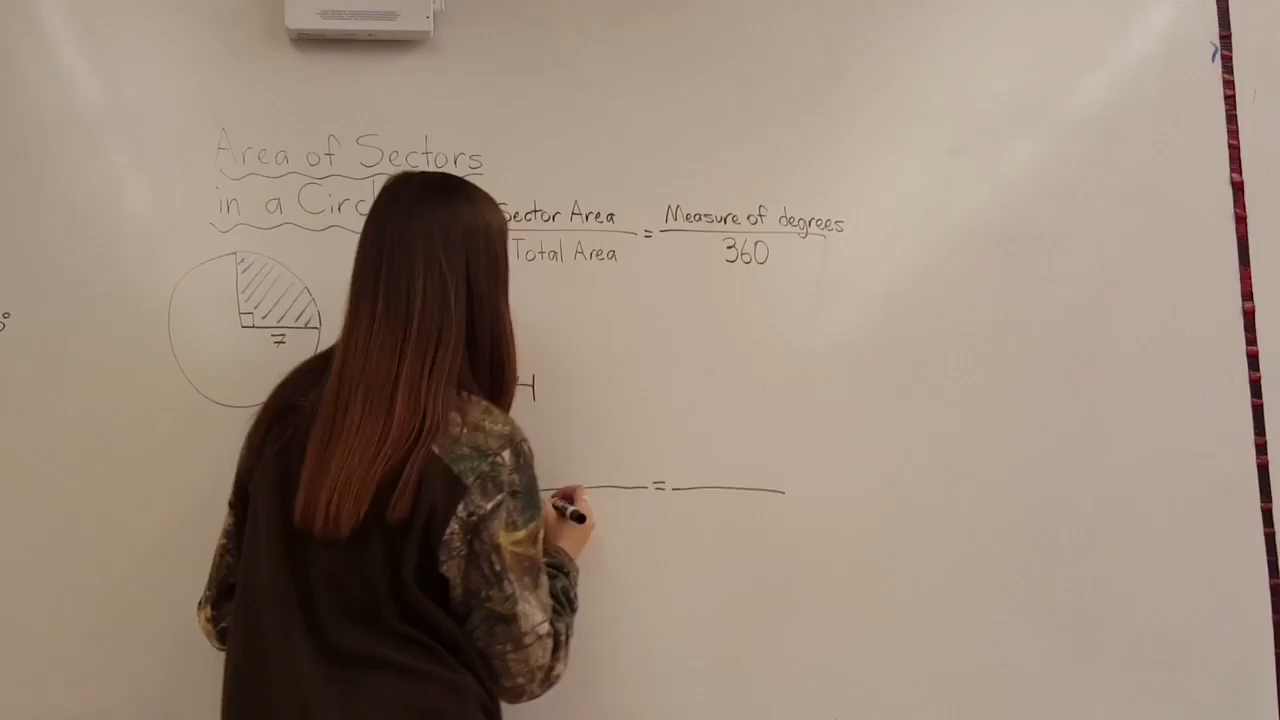 Area of Sectors
in a Circ
Sector Area = Measure of degrees
Total Area 360
7